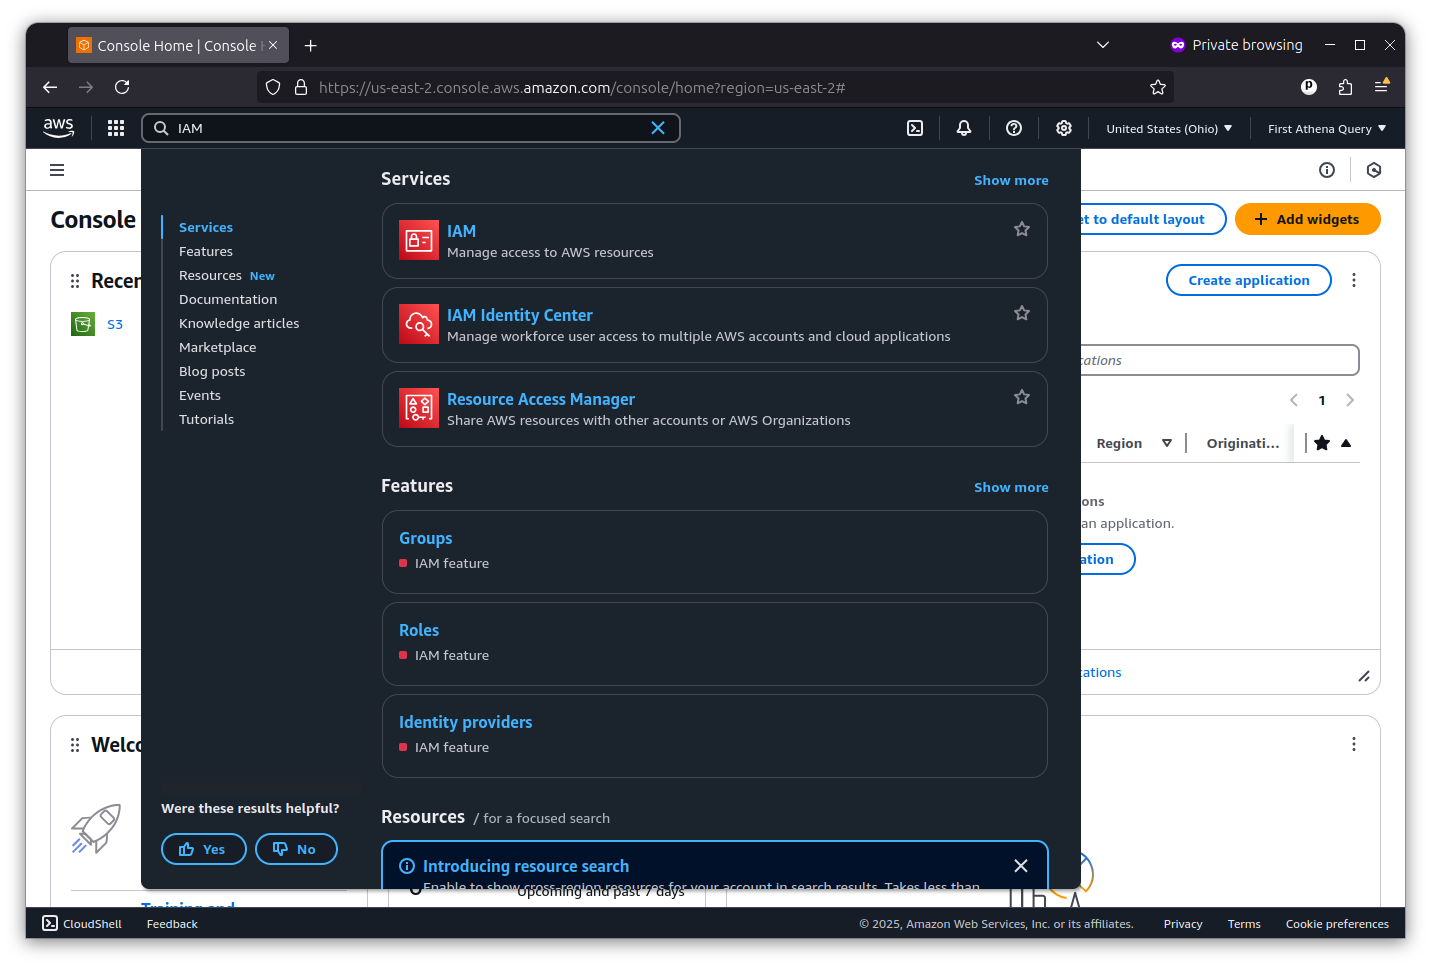 Console Home | Console
Private browsing
https://us-east-2.console.aws.amazon.com/console/home?region=us-east-2#
aws
IAM
United States (Ohio)
First Athena Query
Console
et to default layout
Add widgets
Recen
S3
Services
Features
Resources New
Documentation
Knowledge articles
Marketplace
Blog posts
Events
Tutorials
Services
Show more
IAM
Manage access to AWS resources
IAM Identity Center
Manage workforce user access to multiple AWS accounts and cloud applications
Resource Access Manager
Share AWS resources with other accounts or AWS Organizations
Features
Show more
Groups
IAM feature
Roles
IAM feature
Identity providers
IAM feature
Resources / for a focused search
Introducing resource search
Enable to show cross-region resources for your account in search results. Takes less than
Were these results helpful?
Yes
No
Create application
cations
1
Region
Originati...
ons
an application.
ation
cations
Welco
Upcoming and past 7 days
Training and
CloudShell
Feedback
© 2025, Amazon Web Services, Inc. or its affiliates.
Privacy
Terms
Cookie preferences